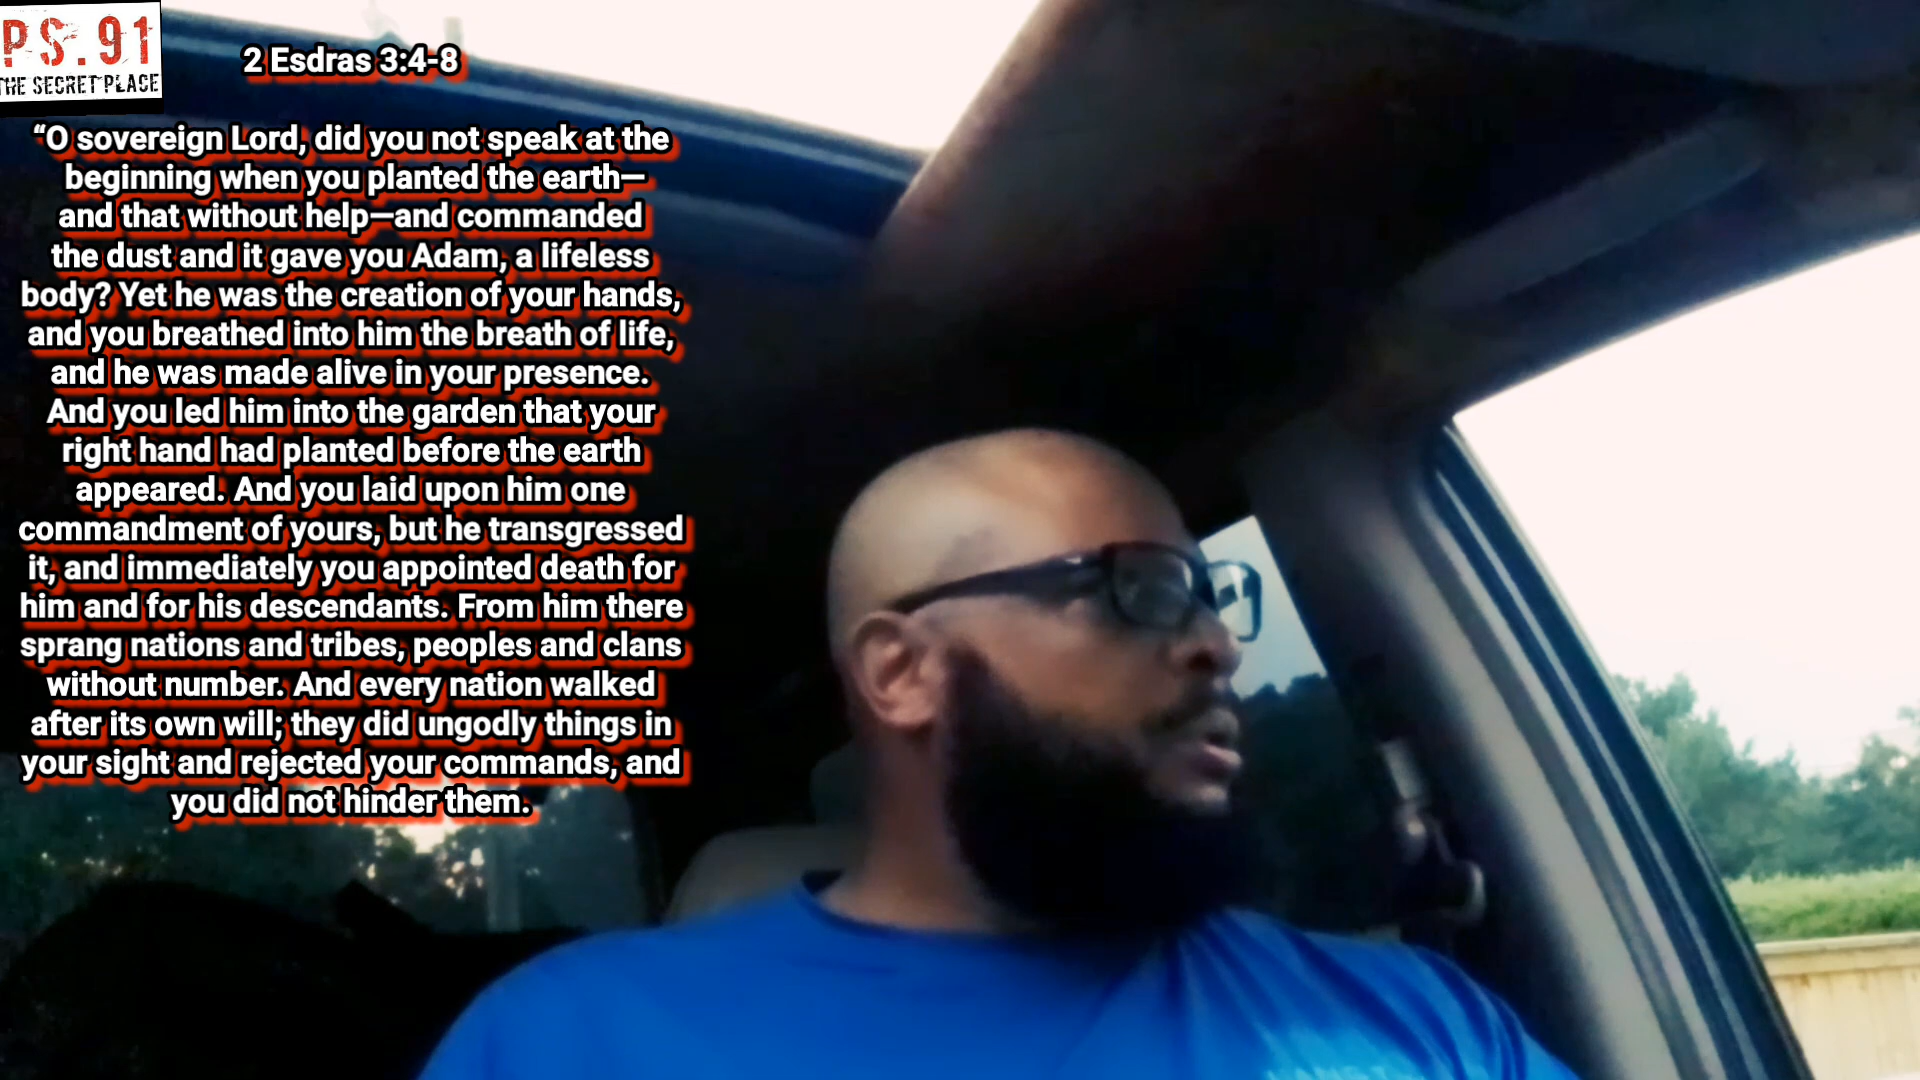 PS.91
THE SECRET PLACE
2 Esdras 3:4-8
“O sovereign Lord, did you not speak at the
beginning when you planted the earth—
and that without help—and commanded
the dust and it gave you Adam, a lifeless
body? Yet he was the creation of your hands,
and you breathed into him the breath of life,
and he was made alive in your presence.
And you led him into the garden that your
right hand had planted before the earth
appeared. And you laid upon him one
commandment of yours, but he transgressed
it, and immediately you appointed death for
him and for his descendants. From him there
sprang nations and tribes, peoples and clans
without number. And every nation walked
after its own will; they did ungodly things in
your sight and rejected your commands, and
you did not hinder them.